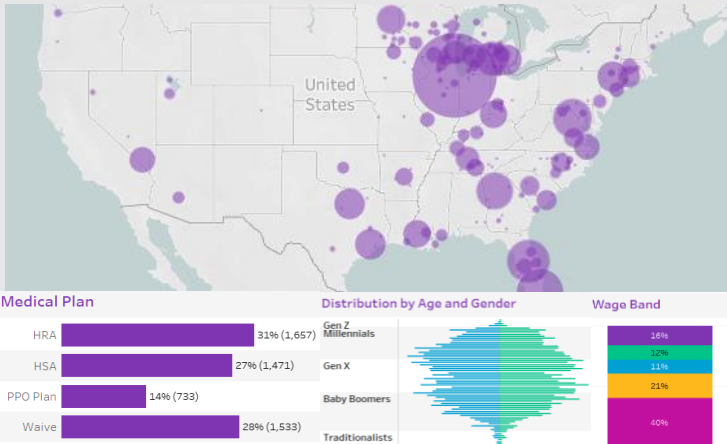 United
States
Medical Plan
HRA
31% (1,657)
HSA
27% (1,471)
PPO Plan
14% (733)
Waive
28% (1,533)
Distribution by Age and Gender
Gen Z
Millennials
Gen X
Baby Boomers
Traditionalists
Wage Band
16%
12%
11%
21%
40%